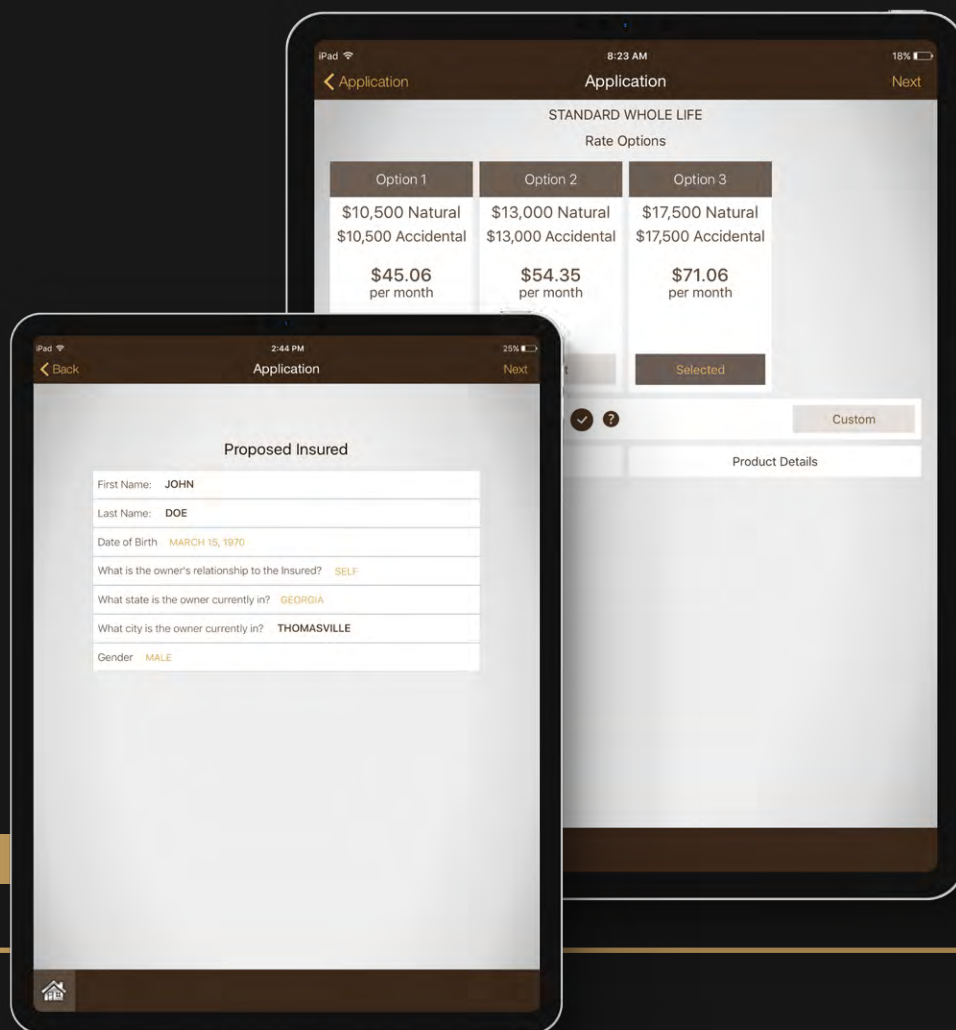 iPad
8:23 AM
18%
Application
Application
Next
STANDARD WHOLE LIFE
Rate Options
Option 1
$10,500 Natural
$10,500 Accidental
$45.06
per month
Option 2
$13,000 Natural
$13,000 Accidental
$54.35
per month
Option 3
$17,500 Natural
$17,500 Accidental
$71.06
per month
Selected
?
Custom
Product Details
iPad
2:44 PM
25%
Back
Application
Next
Proposed Insured
First Name: JOHN
Last Name: DOE
Date of Birth MARCH 15, 1970
What is the owner's relationship to the Insured? SELF
What state is the owner currently in? GEORGIA
What city is the owner currently in? THOMASVILLE
Gender MALE